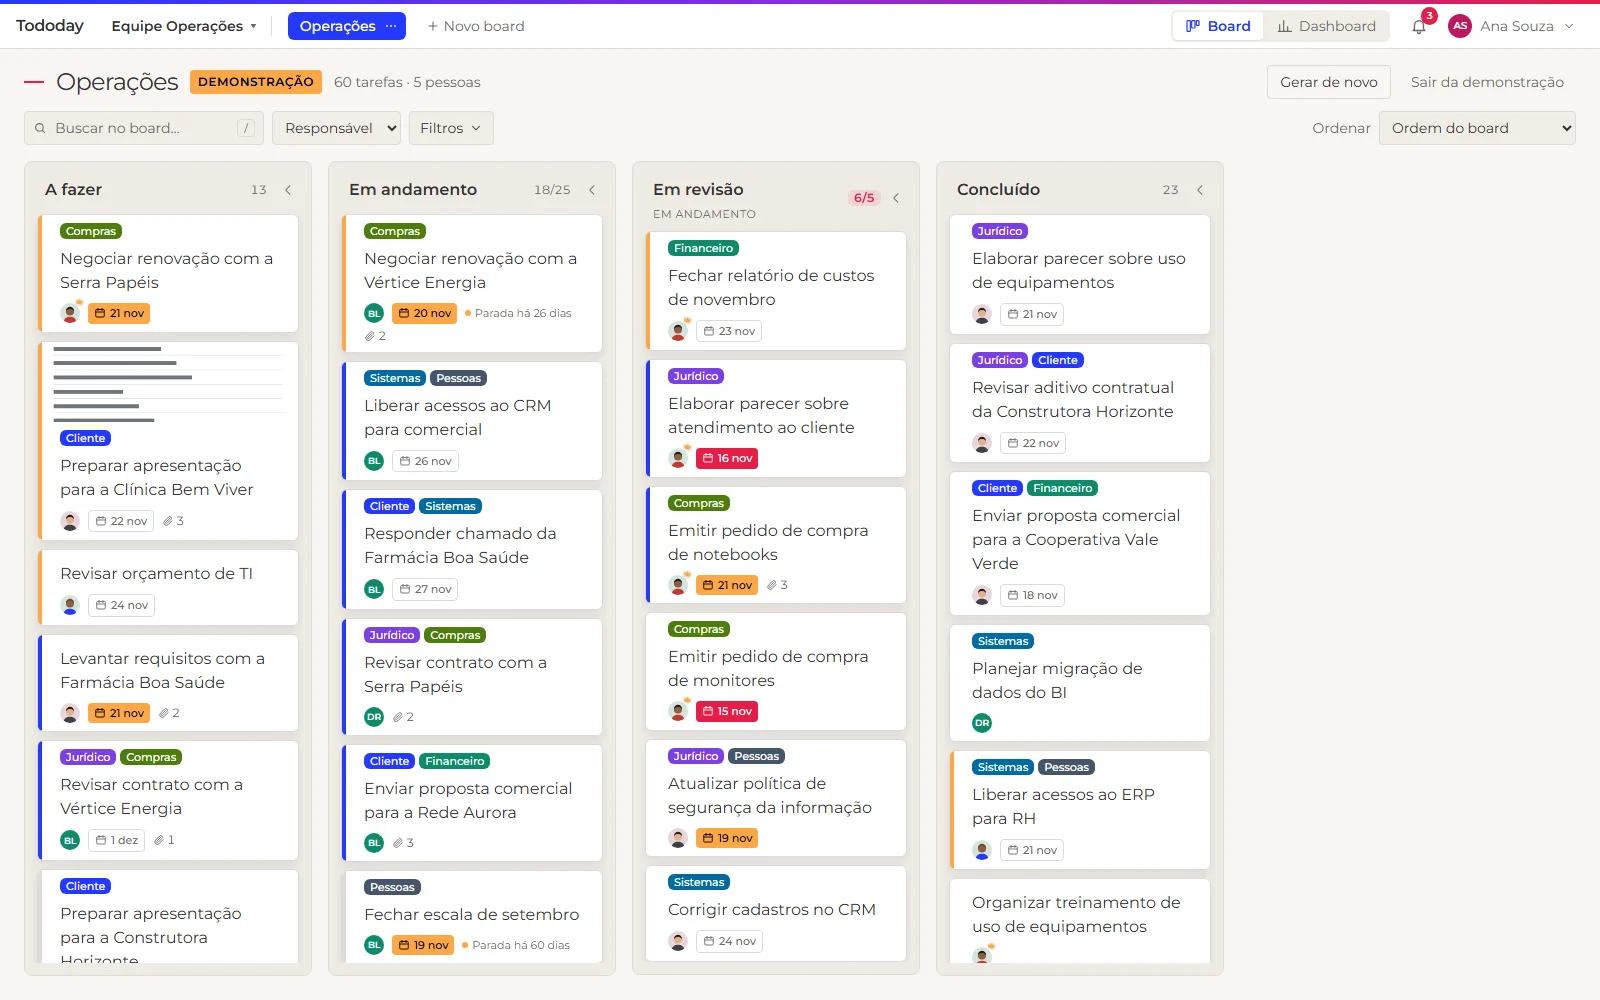 Tododay
Equipe Operações
Operações ···
+ Novo board
Board
Dashboard
3
AS
Ana Souza
Operações
DEMONSTRAÇÃO
60 tarefas · 5 pessoas
Gerar de novo
Sair da demonstração
Buscar no board...
/
Responsável
Filtros
Ordenar
Ordem do board
A fazer
13
Compras
Negociar renovação com a
Serra Papéis
21 nov
Cliente
Preparar apresentação
para a Clínica Bem Viver
22 nov
3
Revisar orçamento de TI
24 nov
Levantar requisitos com a
Farmácia Boa Saúde
21 nov
2
Jurídico Compras
Revisar contrato com a
Vértice Energia
BL
1 dez
1
Cliente
Preparar apresentação
para a Construtora
Horizonte
Em andamento
18/25
Compras
Negociar renovação com a
Vértice Energia
BL
20 nov
Parada há 26 dias
2
Sistemas Pessoas
Liberar acessos ao CRM
para comercial
BL
26 nov
Cliente Sistemas
Responder chamado da
Farmácia Boa Saúde
BL
27 nov
Jurídico Compras
Revisar contrato com a
Serra Papéis
DR
2
Cliente Financeiro
Enviar proposta comercial
para a Rede Aurora
BL
3
Pessoas
Fechar escala de setembro
BL
19 nov
Parada há 60 dias
Em revisão
EM ANDAMENTO
6/5
Financeiro
Fechar relatório de custos
de novembro
23 nov
Jurídico
Elaborar parecer sobre
atendimento ao cliente
16 nov
Compras
Emitir pedido de compra
de notebooks
21 nov
3
Compras
Emitir pedido de compra
de monitores
15 nov
Jurídico Pessoas
Atualizar política de
segurança da informação
19 nov
Sistemas
Corrigir cadastros no CRM
24 nov
Concluído
23
Jurídico
Elaborar parecer sobre uso
de equipamentos
21 nov
Jurídico Cliente
Revisar aditivo contratual
da Construtora Horizonte
22 nov
Cliente Financeiro
Enviar proposta comercial
para a Cooperativa Vale
Verde
18 nov
Sistemas
Planejar migração de
dados do BI
DR
Sistemas Pessoas
Liberar acessos ao ERP
para RH
21 nov
Organizar treinamento de
uso de equipamentos